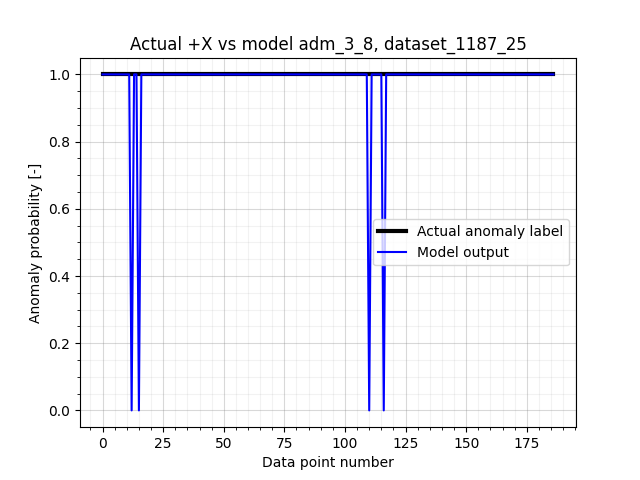 Actual +X vs model adm_3_8, dataset_1187_25
Anomaly probability [-]
1.0
0.8
0.6
0.4
0.2
0.0
Actual anomaly label
Model output
0 25 50 75 100 125 150 175
Data point number